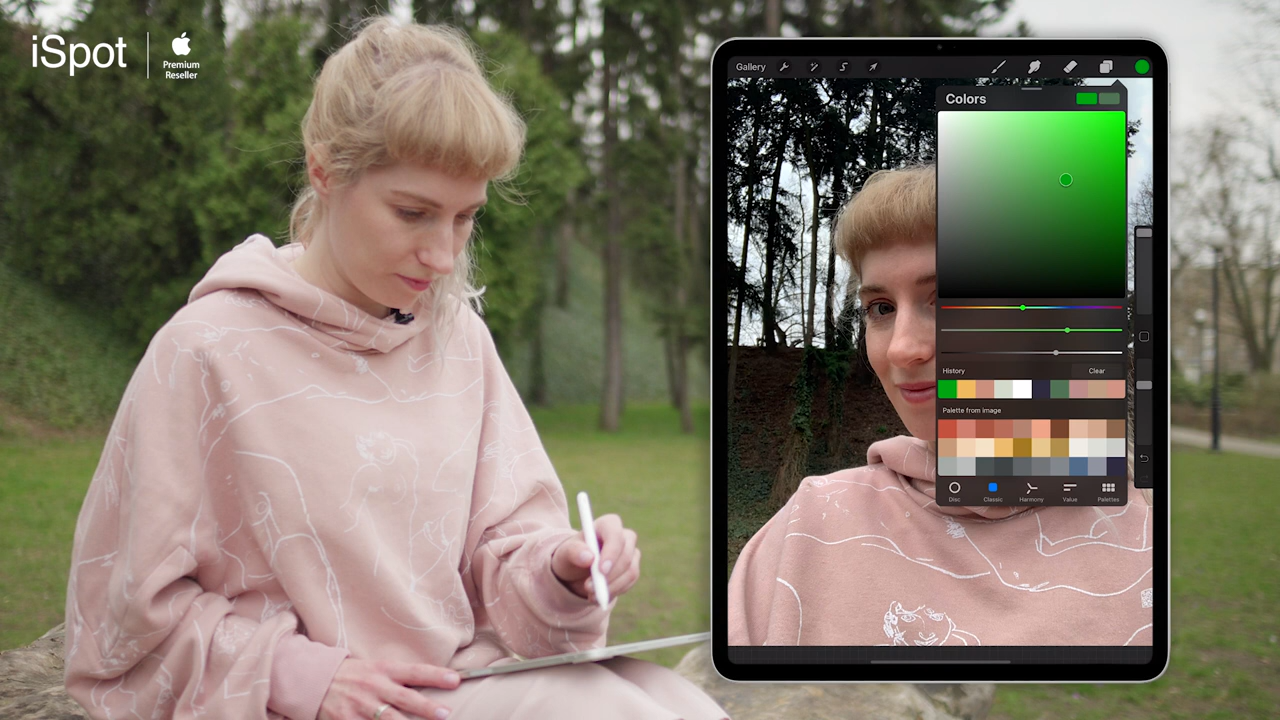 iSpot
Premium
Reseller
Gallery
Colors
History
Clear
Palette from image
Disc
Classic
Harmony
Value
Palettes